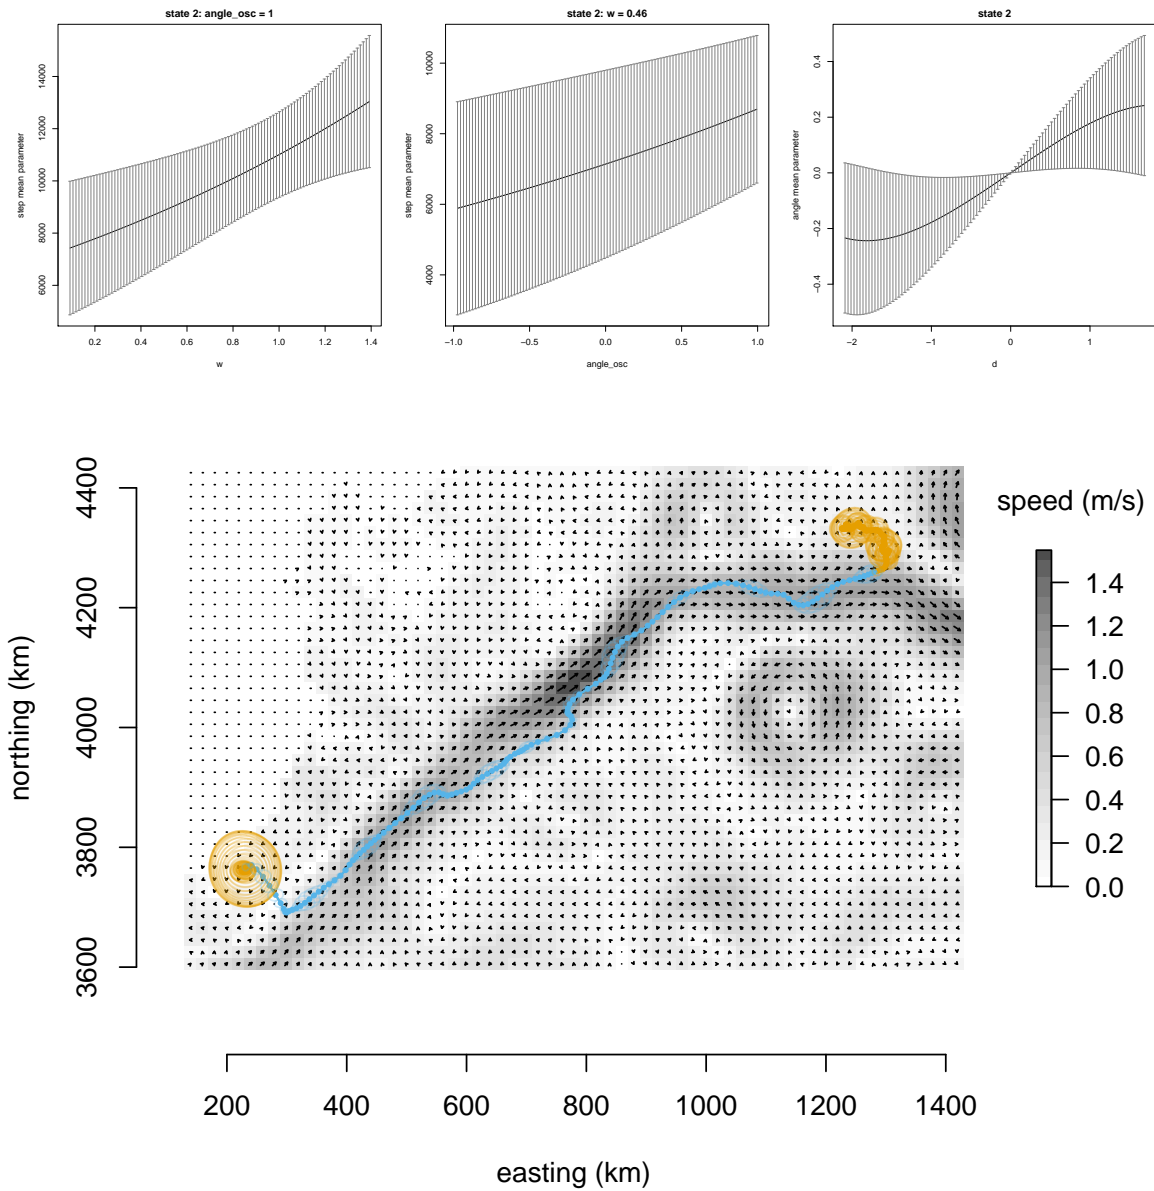 state 2: angle_osc = 1
step mean parameter
14000
12000
10000
8000
6000
0.2 0.4 0.6 0.8 1.0 1.2 1.4
w
state 2: w = 0.46
step mean parameter
10000
8000
6000
4000
−1.0 −0.5 0.0 0.5 1.0
angle_osc
state 2
angle mean parameter
0.4
0.2
0.0
−0.2
−0.4
−2 −1 0 1
d
northing (km)
4400
4200
4000
3800
3600
200 400 600 800 1000 1200 1400
easting (km)
speed (m/s)
1.4
1.2
1.0
0.8
0.6
0.4
0.2
0.0